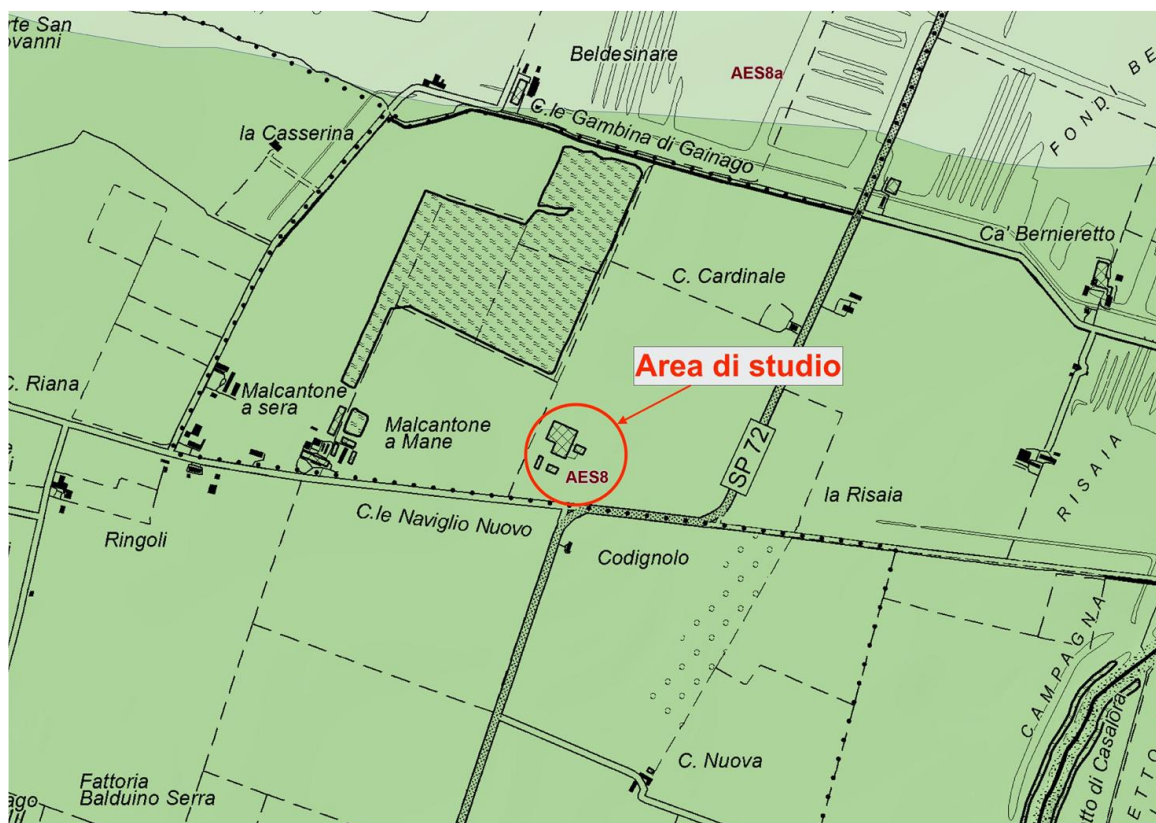 rte San
ovanni
Beldesinare
AES8a
FONDI BE
la Casserina
C.le Gambina di Gainago
Ca' Bernieretto
C. Cardinale
Area di studio
C. Riana
Malcantone
a sera
Malcantone
a Mane
AES8
SP 72
la Risaia
RISAIA
C.le Naviglio Nuovo
Ringoli
Codignolo
CAMPAGNA
C. Nuova
Fattoria
Balduino Serra
ago
tto di Casalora
ETTO